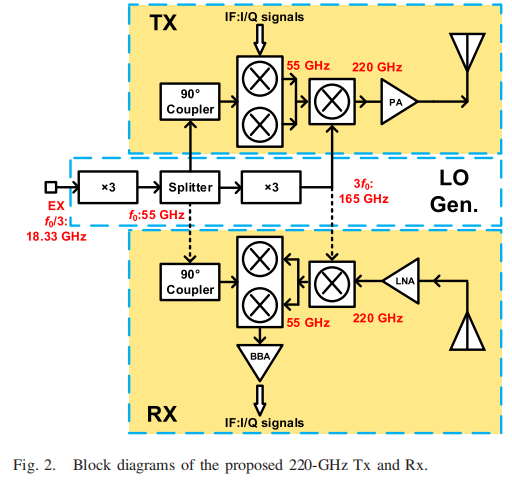 TX
IF:I/Q signals
55 GHz
220 GHz
90°
Coupler
PA
×3
Splitter
×3
3f₀:
165 GHz
LO
Gen.
EX
f₀/3:
18.33 GHz
f₀:55 GHz
90°
Coupler
LNA
55 GHz
220 GHz
BBA
RX
IF:I/Q signals
Fig. 2. Block diagrams of the proposed 220-GHz Tx and Rx.